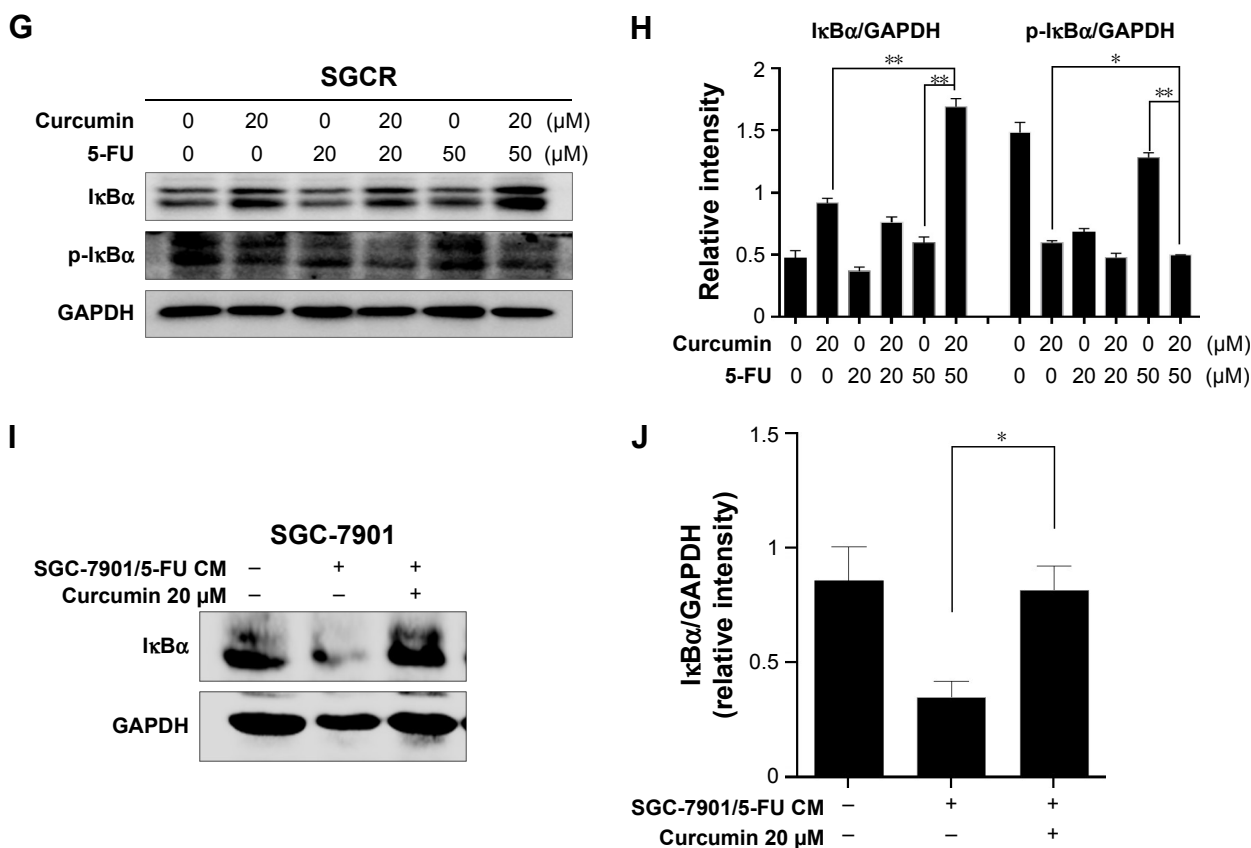 G
SGCR
Curcumin 0 20 0 20 0 20 (μM)
5-FU 0 0 20 20 50 50 (μM)
IκBα
p-IκBα
GAPDH
H
IκBα/GAPDH p-IκBα/GAPDH
** *
** **
Relative intensity
2
1.5
1
0.5
0
Curcumin 0 20 0 20 0 20 0 20 0 20 0 20 (μM)
5-FU 0 0 20 20 50 50 0 0 20 20 50 50 (μM)
I
SGC-7901
SGC-7901/5-FU CM – + +
Curcumin 20 μM – – +
IκBα
GAPDH
J
*
IκBα/GAPDH
(relative intensity)
1.5
1
0.5
0
SGC-7901/5-FU CM – + +
Curcumin 20 μM – – +